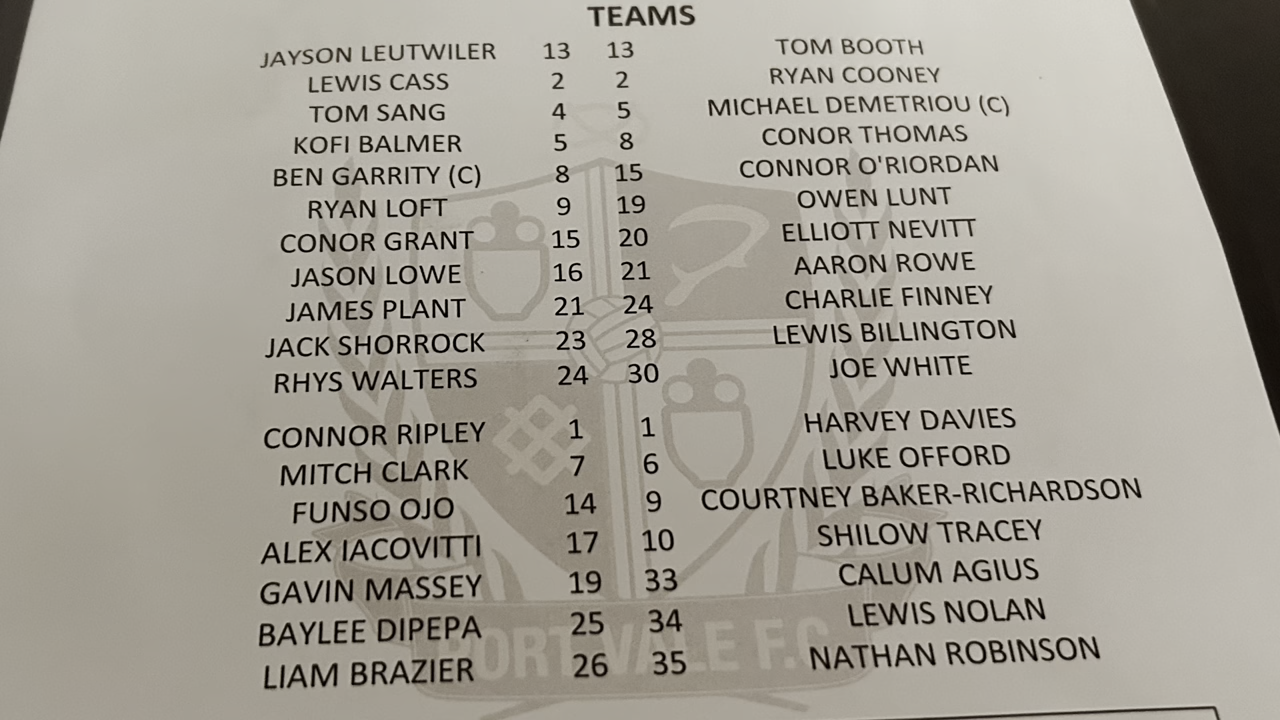 TEAMS
JAYSON LEUTWILER 13 13 TOM BOOTH
LEWIS CASS 2 2 RYAN COONEY
TOM SANG 4 5 MICHAEL DEMETRIOU (C)
KOFI BALMER 5 8 CONOR THOMAS
BEN GARRITY (C) 8 15 CONNOR O'RIORDAN
RYAN LOFT 9 19 OWEN LUNT
CONOR GRANT 15 20 ELLIOTT NEVITT
JASON LOWE 16 21 AARON ROWE
JAMES PLANT 21 24 CHARLIE FINNEY
JACK SHORROCK 23 28 LEWIS BILLINGTON
RHYS WALTERS 24 30 JOE WHITE
CONNOR RIPLEY 1 1 HARVEY DAVIES
MITCH CLARK 7 6 LUKE OFFORD
FUNSO OJO 14 9 COURTNEY BAKER-RICHARDSON
ALEX IACOVITTI 17 10 SHILOW TRACEY
GAVIN MASSEY 19 33 CALUM AGIUS
BAYLEE DIPEPA 25 34 LEWIS NOLAN
LIAM BRAZIER 26 35 NATHAN ROBINSON
PORT VALE F.C.